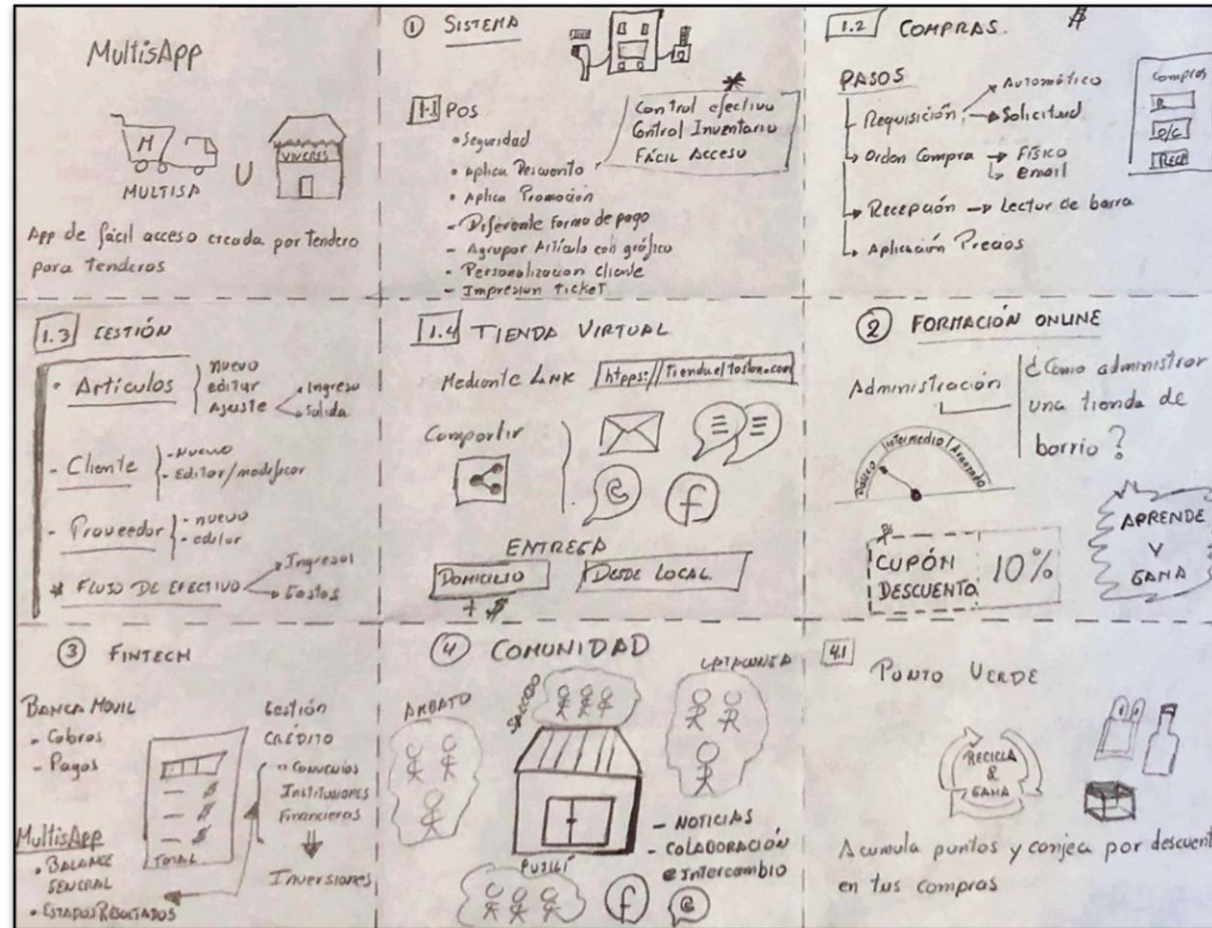 MultisApp
M
MULTISA
U
VIVERES
App de fácil acceso creada por Tendero
para Tenderos
1 SISTEMA
1.1 POS
• Seguridad
• Aplica Descuento
• Aplica Promoción
- Diferente forma de pago
- Agrupar Artículo con gráfico
- Personalizacion cliente
- Impresion Ticket.
*
Control efectivo
Control Inventario
FÁCIL ACCESO
1.2 COMPRAS.
$
PASOS
Requisición
Automático
Solicitud
Orden Compra
FÍSICO
email
Recepción
Lector de barra
Aplicación Precios
Compras
R
O/C
RECP
1.3 GESTIÓN
• Artículos
nuevo
editar
Ajuste
• Ingreso
• Salida
- Cliente
- Nuevo
- Editar/modificar
- Proveedor
- nuevo
- editar
* FLUJO DE EFECTIVO
Ingresos
Gastos
1.4 TIENDA VIRTUAL
Mediante LINK
Compartir
f
ENTREGA
DOMICILIO
+ $
DESDE LOCAL.
2 FORMACIÓN ONLINE
Administración
¿Como administrar
una tienda de
barrio?
Básico
Intermedio
Avanzado
CUPÓN
DESCUENTO
10%
APRENDE
Y
GANA
3 FINTECH
BANCA MOVIL
- Cobros
- Pagos
MultisApp
• BALANCE
GENERAL
• ESTADOS RESULTADOS
$
$
$
TOTAL
Gestión
CRÉDITO
Convenios
Instituciones
Financieras
Inversiones
4 COMUNIDAD
AMBATO
LATACUNGA
PUJILÍ
- NOTICIAS
- COLABORACIÓN
Intercambio
f
4.1
PUNTO VERDE
RECICLA
&
GANA
Acumula puntos y canjea por descuent
en tus compras